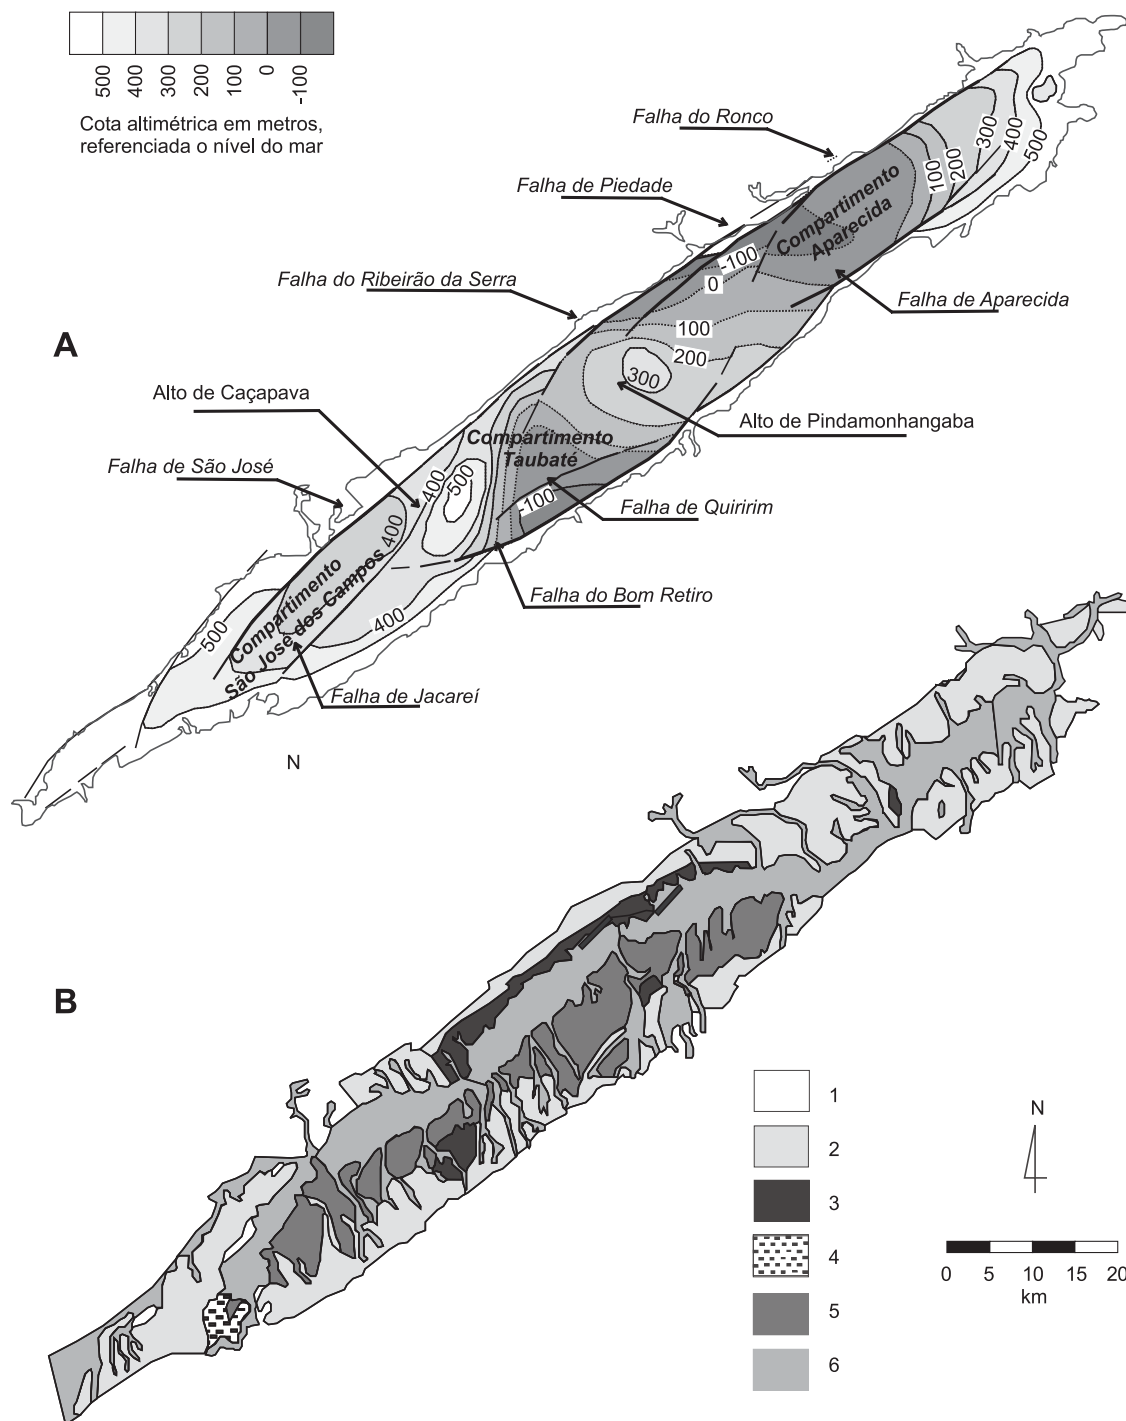 500
400
300
200
100
0
-100
Cota altimétrica em metros,
referenciada o nível do mar
Falha do Ronco
Falha de Piedade
Falha do Ribeirão da Serra
300
400
500
100
200
Compartimento
Aparecida
-100
0
Falha de Aparecida
A
100
200
300
Alto de Caçapava
Alto de Pindamonhangaba
Compartimento
Taubaté
Falha de São José
400
500
-100
Falha de Quiririm
400
Compartimento
São José dos Campos
Falha do Bom Retiro
400
500
Falha de Jacareí
N
B
1
2
3
4
5
6
N
0 5 10 15 20
km